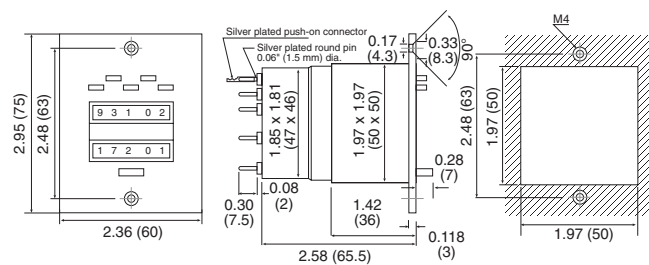 2.95 (75)
2.48 (63)
9 3 1 0 2
1 7 2 0 1
2.36 (60)
Silver plated push-on connector
Silver plated round pin
0.06" (1.5 mm) dia.
1.85 x 1.81
(47 x 46)
1.97 x 1.97
(50 x 50)
0.17
(4.3)
0.33
(8.3)
90°
0.28
(7)
0.30
(7.5)
0.08
(2)
1.42
(36)
0.118
(3)
2.58 (65.5)
M4
2.48 (63)
1.97 (50)
1.97 (50)